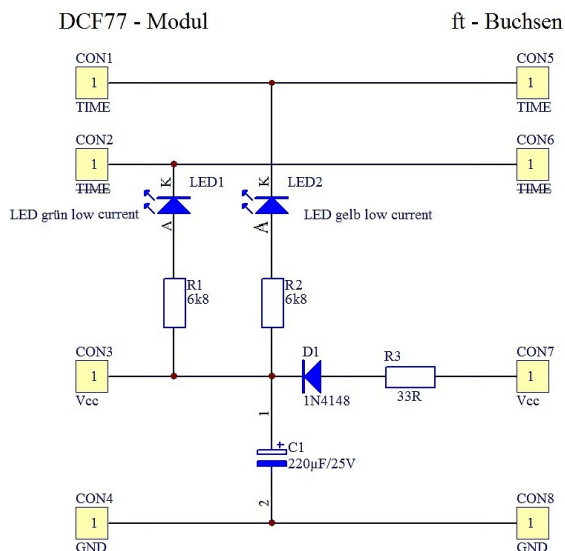 DCF77 - Modul
ft - Buchsen
CON1
1
TIME
CON5
1
TIME
CON2
1
TIME
CON6
1
TIME
K
LED1
K
LED2
LED grün low current
A
A
LED gelb low current
R1
6k8
R2
6k8
CON3
1
Vcc
D1
1N4148
R3
33R
CON7
1
Vcc
1
+
C1
220µF/25V
2
CON4
1
GND
CON8
1
GND